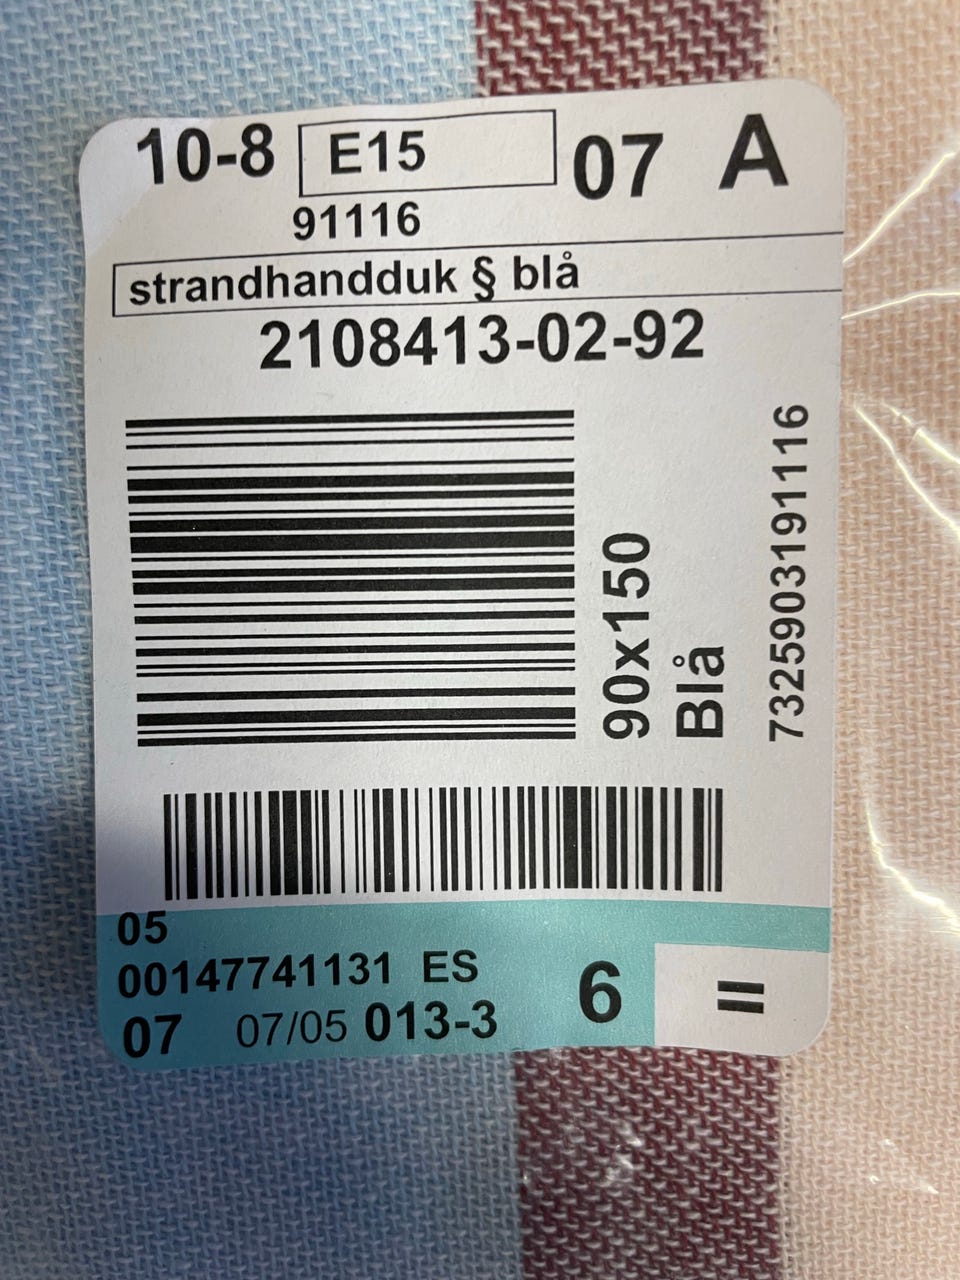 10-8 E15 07 A
91116
strandhandduk § blå
2108413-02-92
90x150
Blå
7325903191116
05
00147741131 ES
07 07/05 013-3 6 =